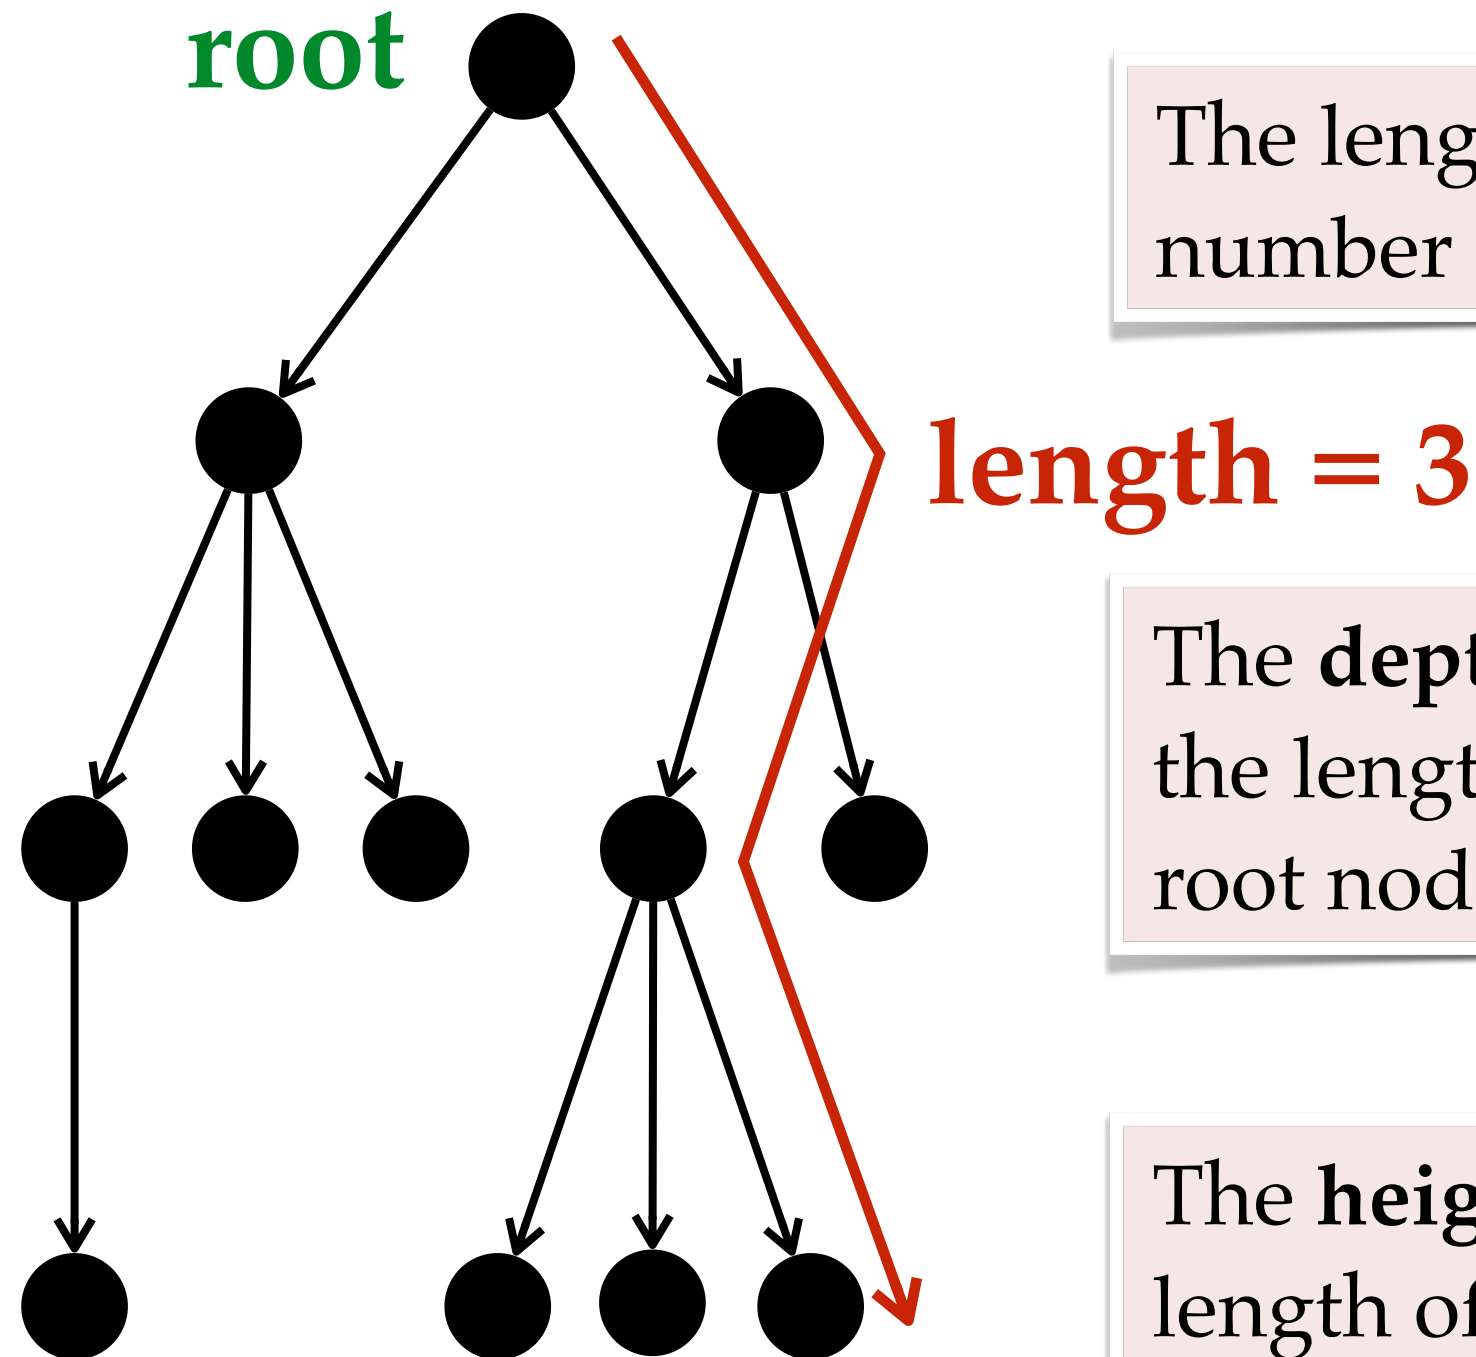 root
The leng
number
length = 3
The dept
the lengt
root nod
The heig
length of